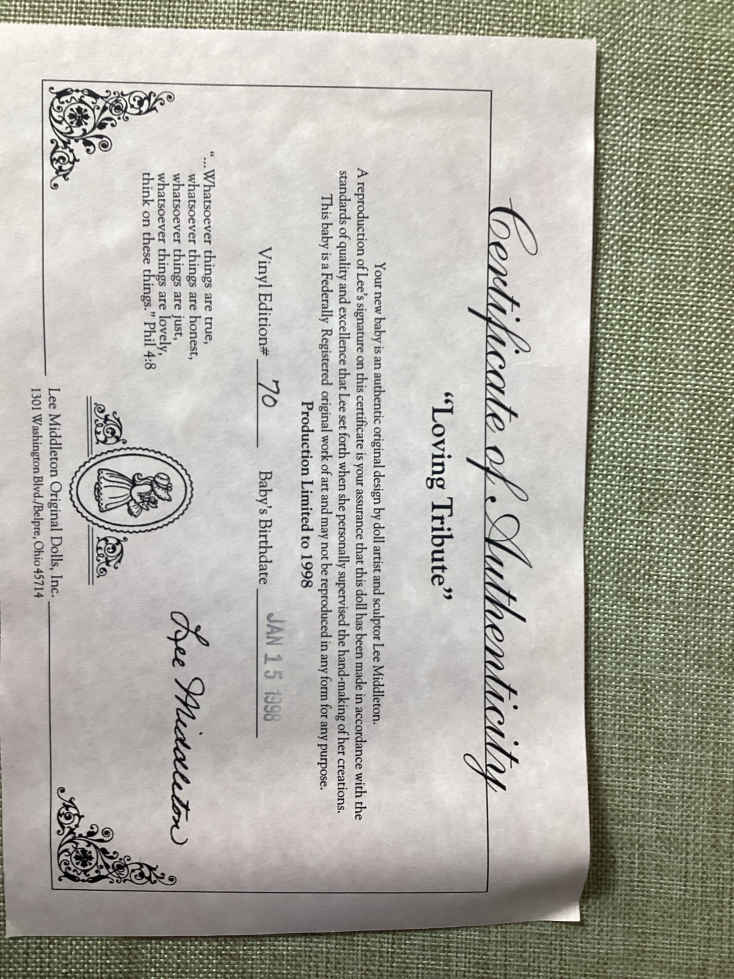 Certificate of Authenticity
“Loving Tribute”
Your new baby is an authentic original design by doll artist and sculptor Lee Middleton.
A reproduction of Lee's signature on this certificate is your assurance that this doll has been made in accordance with the
standards of quality and excellence that Lee set forth when she personally supervised the hand-making of her creations.
This baby is a Federally Registered original work of art and may not be reproduced in any form for any purpose.
Production Limited to 1998
Vinyl Edition# 70 Baby's Birthdate JAN 15 1998
“...Whatsoever things are true,
whatsoever things are honest,
whatsoever things are just,
whatsoever things are lovely,
think on these things.” Phil 4:8
Lee Middleton
Lee Middleton Original Dolls, Inc.
1301 Washington Blvd./Belpre, Ohio 45714